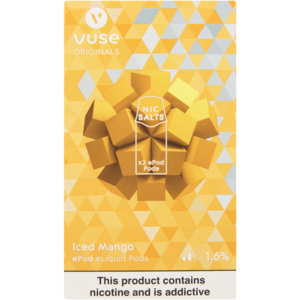 vuse
ORIGINALS
NIC
SALTS
x2 ePod
Pods
Iced Mango
ePod eLiquid Pods
1.6%
This product contains
nicotine and is addictive